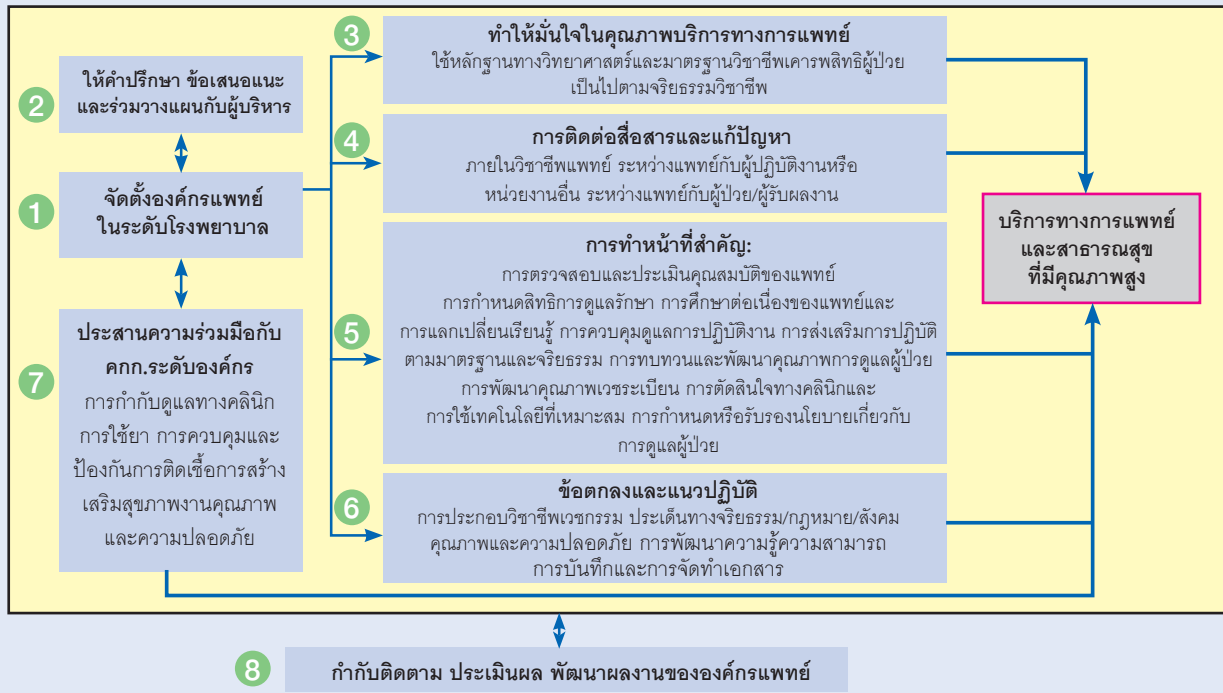 3
ทำให้มั่นใจในคุณภาพบริการทางการแพทย์
ใช้หลักฐานทางวิทยาศาสตร์และมาตรฐานวิชาชีพเคารพสิทธิผู้ป่วย
เป็นไปตามจริยธรรมวิชาชีพ
2
ให้คำปรึกษา ข้อเสนอแนะ
และร่วมวางแผนกับผู้บริหาร
4
การติดต่อสื่อสารและแก้ปัญหา
ภายในวิชาชีพแพทย์ ระหว่างแพทย์กับผู้ปฏิบัติงานหรือ
หน่วยงานอื่น ระหว่างแพทย์กับผู้ป่วย/ผู้รับผลงาน
1
จัดตั้งองค์กรแพทย์
ในระดับโรงพยาบาล
บริการทางการแพทย์
และสาธารณสุข
ที่มีคุณภาพสูง
5
การทำหน้าที่สำคัญ:
การตรวจสอบและประเมินคุณสมบัติของแพทย์
การกำหนดสิทธิการดูแลรักษา การศึกษาต่อเนื่องของแพทย์และ
การแลกเปลี่ยนเรียนรู้ การควบคุมดูแลการปฏิบัติงาน การส่งเสริมการปฏิบัติ
ตามมาตรฐานและจริยธรรม การทบทวนและพัฒนาคุณภาพการดูแลผู้ป่วย
การพัฒนาคุณภาพเวชระเบียน การตัดสินใจทางคลินิกและ
การใช้เทคโนโลยีที่เหมาะสม การกำหนดหรือรับรองนโยบายเกี่ยวกับ
การดูแลผู้ป่วย
7
ประสานความร่วมมือกับ
คกก.ระดับองค์กร
การกำกับดูแลทางคลินิก
การใช้ยา การควบคุมและ
ป้องกันการติดเชื้อการสร้าง
เสริมสุขภาพงานคุณภาพ
และความปลอดภัย
6
ข้อตกลงและแนวปฏิบัติ
การประกอบวิชาชีพเวชกรรม ประเด็นทางจริยธรรม/กฎหมาย/สังคม
คุณภาพและความปลอดภัย การพัฒนาความรู้ความสามารถ
การบันทึกและการจัดทำเอกสาร
8
กำกับติดตาม ประเมินผล พัฒนาผลงานขององค์กรแพทย์